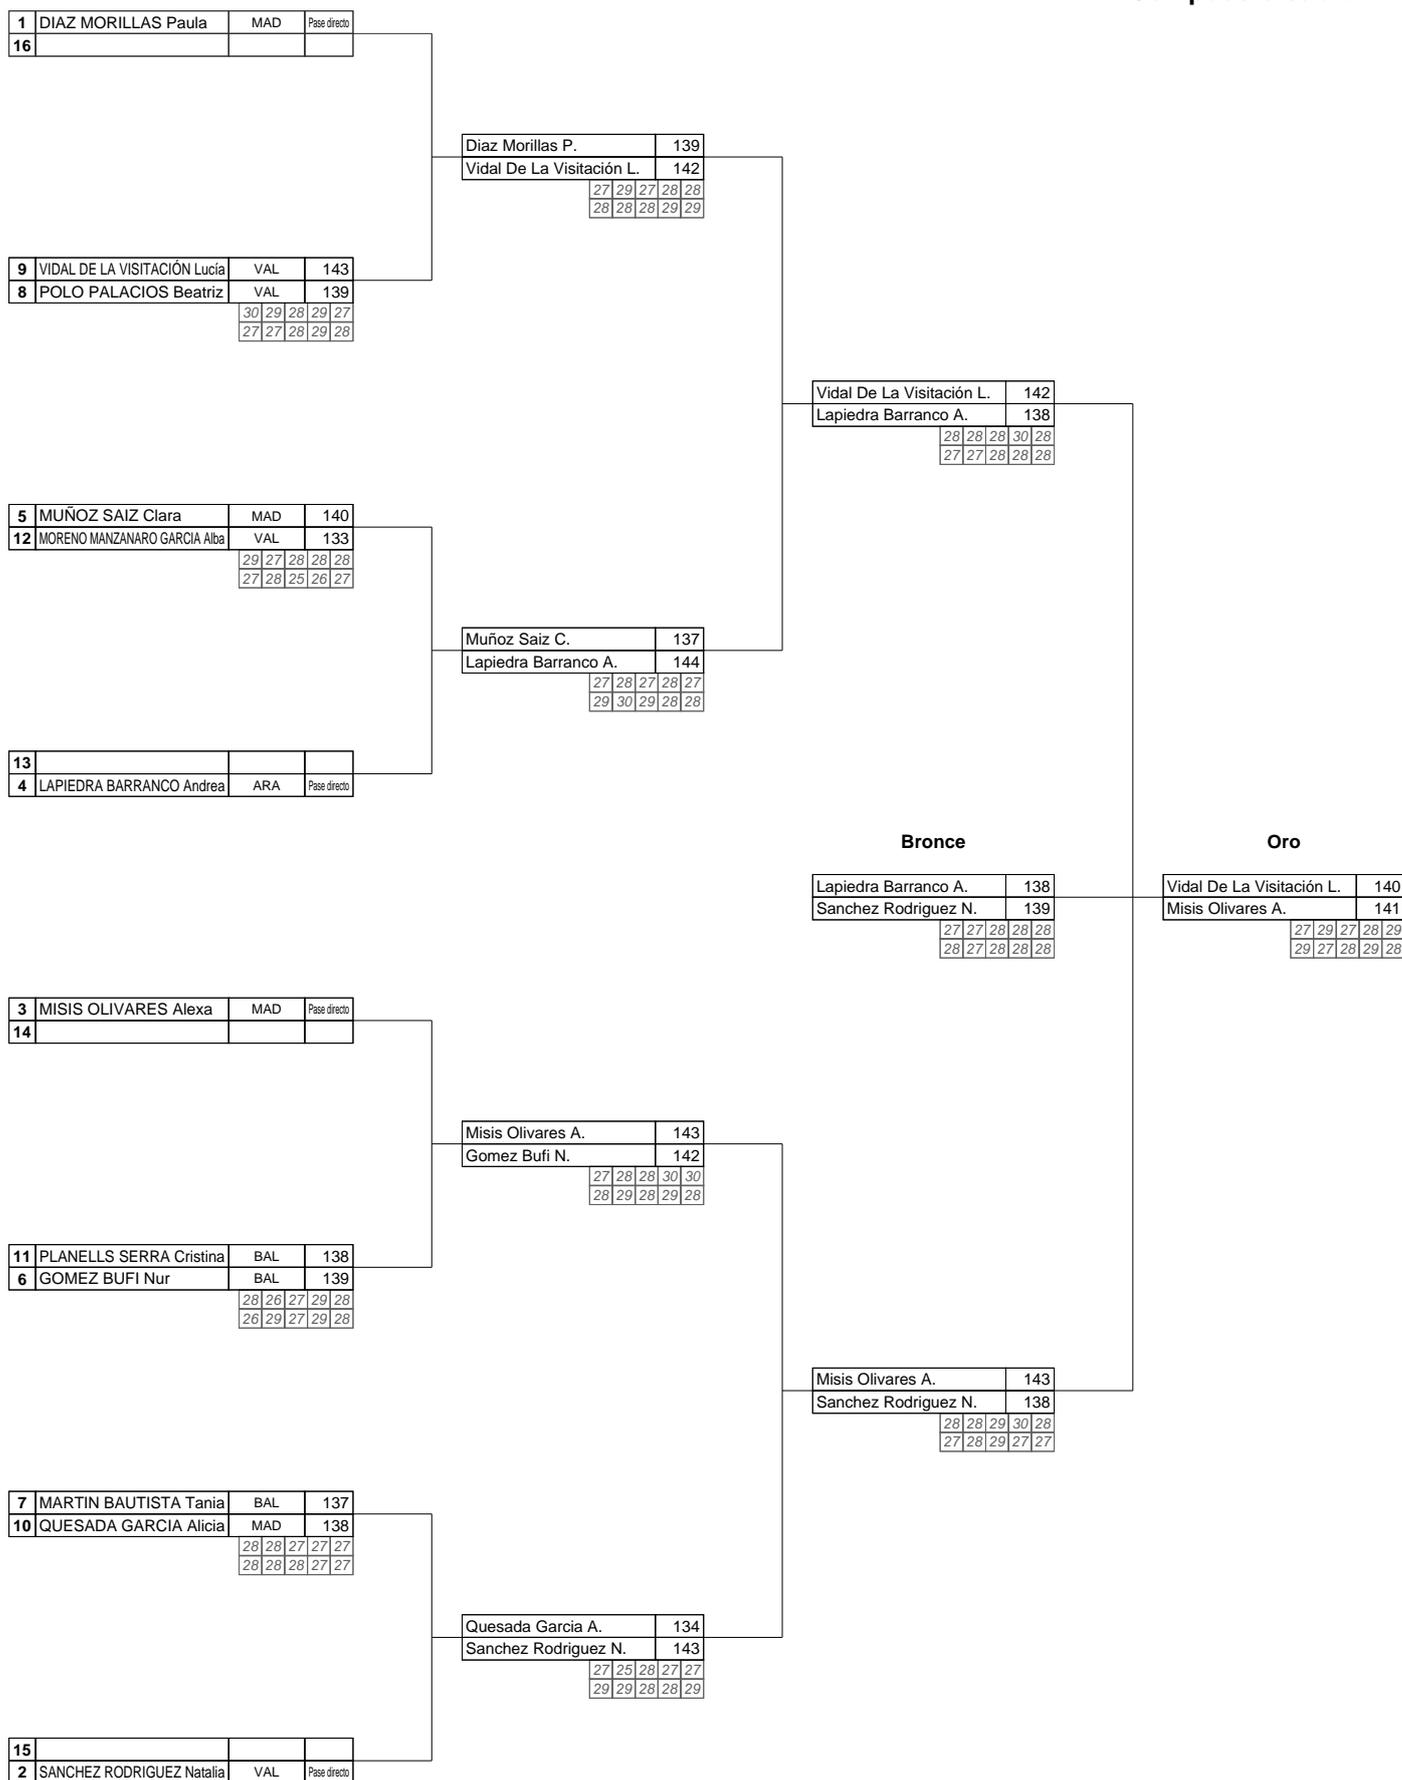 1 DIAZ MORILLAS Paula MAD Pase directo
16
Diaz Morillas P. 139
Vidal De La Visitación L. 142
27 29 27 28 28
28 28 28 29 29
9 VIDAL DE LA VISITACIÓN Lucía VAL 143
8 POLO PALACIOS Beatriz VAL 139
30 29 28 29 27
27 27 28 29 28
Vidal De La Visitación L. 142
Lapiedra Barranco A. 138
28 28 28 30 28
27 27 28 28 28
5 MUÑOZ SAIZ Clara MAD 140
12 MORENO MANZANARO GARCIA Alba VAL 133
29 27 28 28 28
27 28 25 26 27
Muñoz Saiz C. 137
Lapiedra Barranco A. 144
27 28 27 28 27
29 30 29 28 28
13
4 LAPIEDRA BARRANCO Andrea ARA Pase directo
Bronce Oro
Lapiedra Barranco A. 138
Sanchez Rodriguez N. 139
27 27 28 28 28
28 27 28 28 28
Vidal De La Visitación L. 140
Misis Olivares A. 141
27 29 27 28 29
29 27 28 29 28
3 MISIS OLIVARES Alexa MAD Pase directo
14
Misis Olivares A. 143
Gomez Bufi N. 142
27 28 28 30 30
28 29 28 29 28
11 PLANELLS SERRA Cristina BAL 138
6 GOMEZ BUFI Nur BAL 139
28 26 27 29 28
26 29 27 29 28
Misis Olivares A. 143
Sanchez Rodriguez N. 138
28 28 29 30 28
27 28 29 27 27
7 MARTIN BAUTISTA Tania BAL 137
10 QUESADA GARCIA Alicia MAD 138
28 28 27 27 27
28 28 28 27 27
Quesada Garcia A. 134
Sanchez Rodriguez N. 143
27 25 28 27 27
29 29 28 28 29
15
2 SANCHEZ RODRIGUEZ Natalia VAL Pase directo